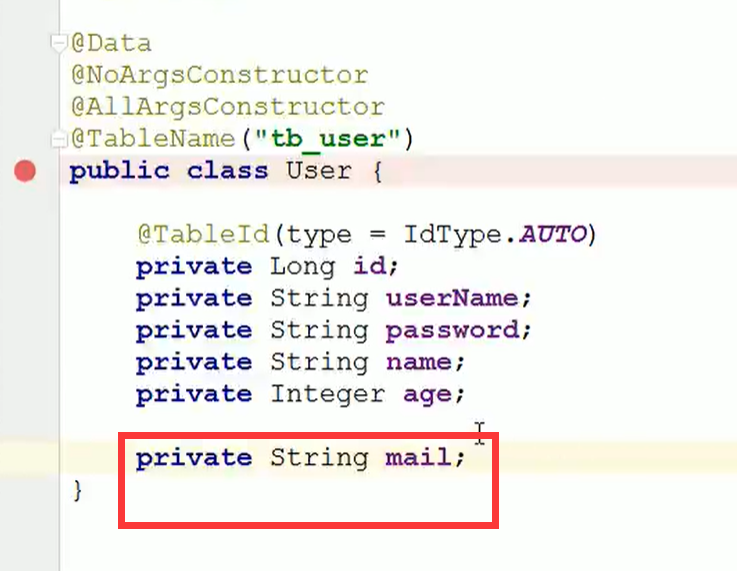 @Data
@NoArgsConstructor
@AllArgsConstructor
@TableName("tb_user")
public class User {
@TableId(type = IdType.AUTO)
private Long id;
private String userName;
private String password;
private String name;
private Integer age;
private String mail;
}